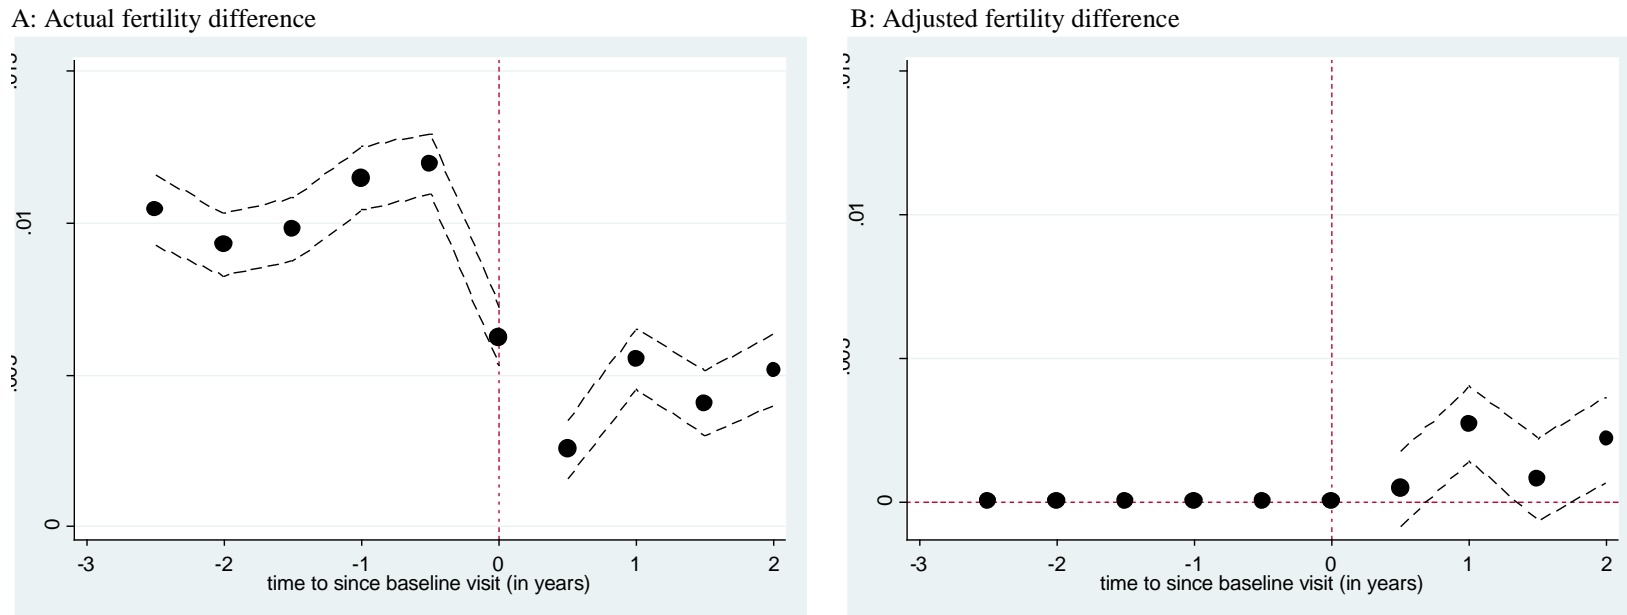 A: Actual fertility difference
.01
0
-3 -2 -1 0 1 2
time to since baseline visit (in years)
B: Adjusted fertility difference
.01
0
-3 -2 -1 0 1 2
time to since baseline visit (in years)